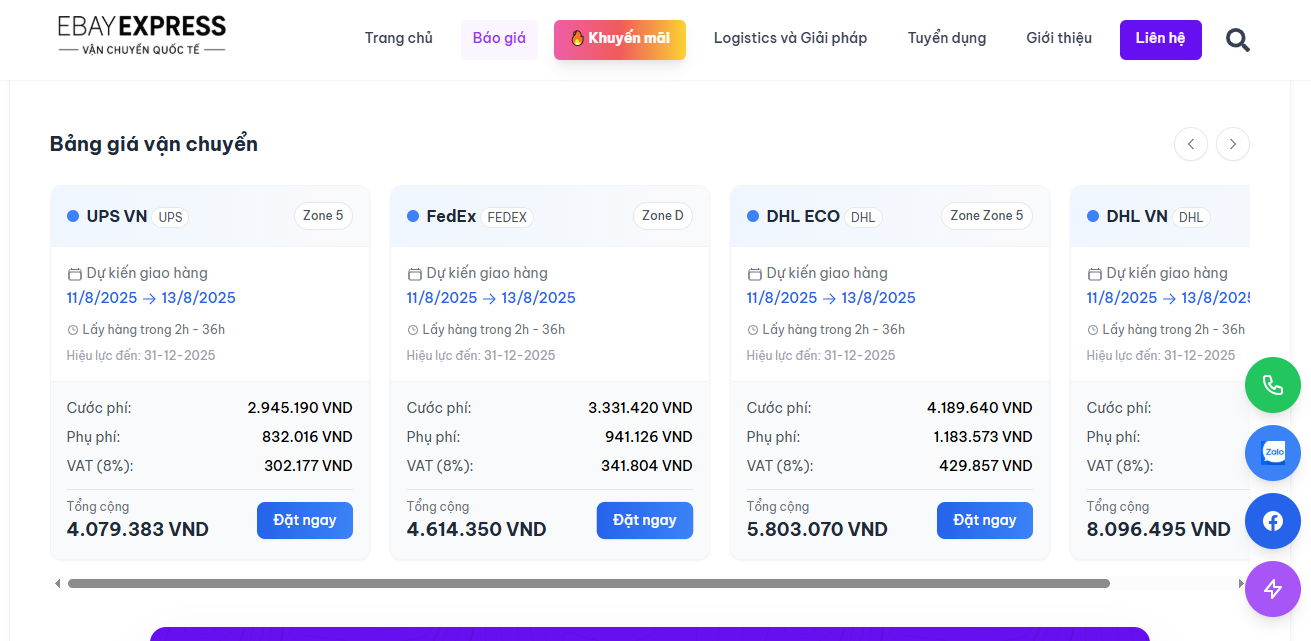 EBAYEXPRESS
VẬN CHUYỂN QUỐC TẾ
Trang chủ
Báo giá
Khuyến mãi
Logistics và Giải pháp
Tuyển dụng
Giới thiệu
Liên hệ
Bảng giá vận chuyển
UPS VN UPS Zone 5
Dự kiến giao hàng
11/8/2025 → 13/8/2025
Lấy hàng trong 2h - 36h
Hiệu lực đến: 31-12-2025
Cước phí: 2.945.190 VND
Phụ phí: 832.016 VND
VAT (8%): 302.177 VND
Tổng cộng
4.079.383 VND
Đặt ngay
FedEx FEDEX Zone D
Dự kiến giao hàng
11/8/2025 → 13/8/2025
Lấy hàng trong 2h - 36h
Hiệu lực đến: 31-12-2025
Cước phí: 3.331.420 VND
Phụ phí: 941.126 VND
VAT (8%): 341.804 VND
Tổng cộng
4.614.350 VND
Đặt ngay
DHL ECO DHL Zone Zone 5
Dự kiến giao hàng
11/8/2025 → 13/8/2025
Lấy hàng trong 2h - 36h
Hiệu lực đến: 31-12-2025
Cước phí: 4.189.640 VND
Phụ phí: 1.183.573 VND
VAT (8%): 429.857 VND
Tổng cộng
5.803.070 VND
Đặt ngay
DHL VN DHL
Dự kiến giao hàng
11/8/2025 → 13/8/2025
Lấy hàng trong 2h - 36h
Hiệu lực đến: 31-12-2025
Cước phí:
Phụ phí:
VAT (8%):
Tổng cộng
8.096.495 VND
Zalo